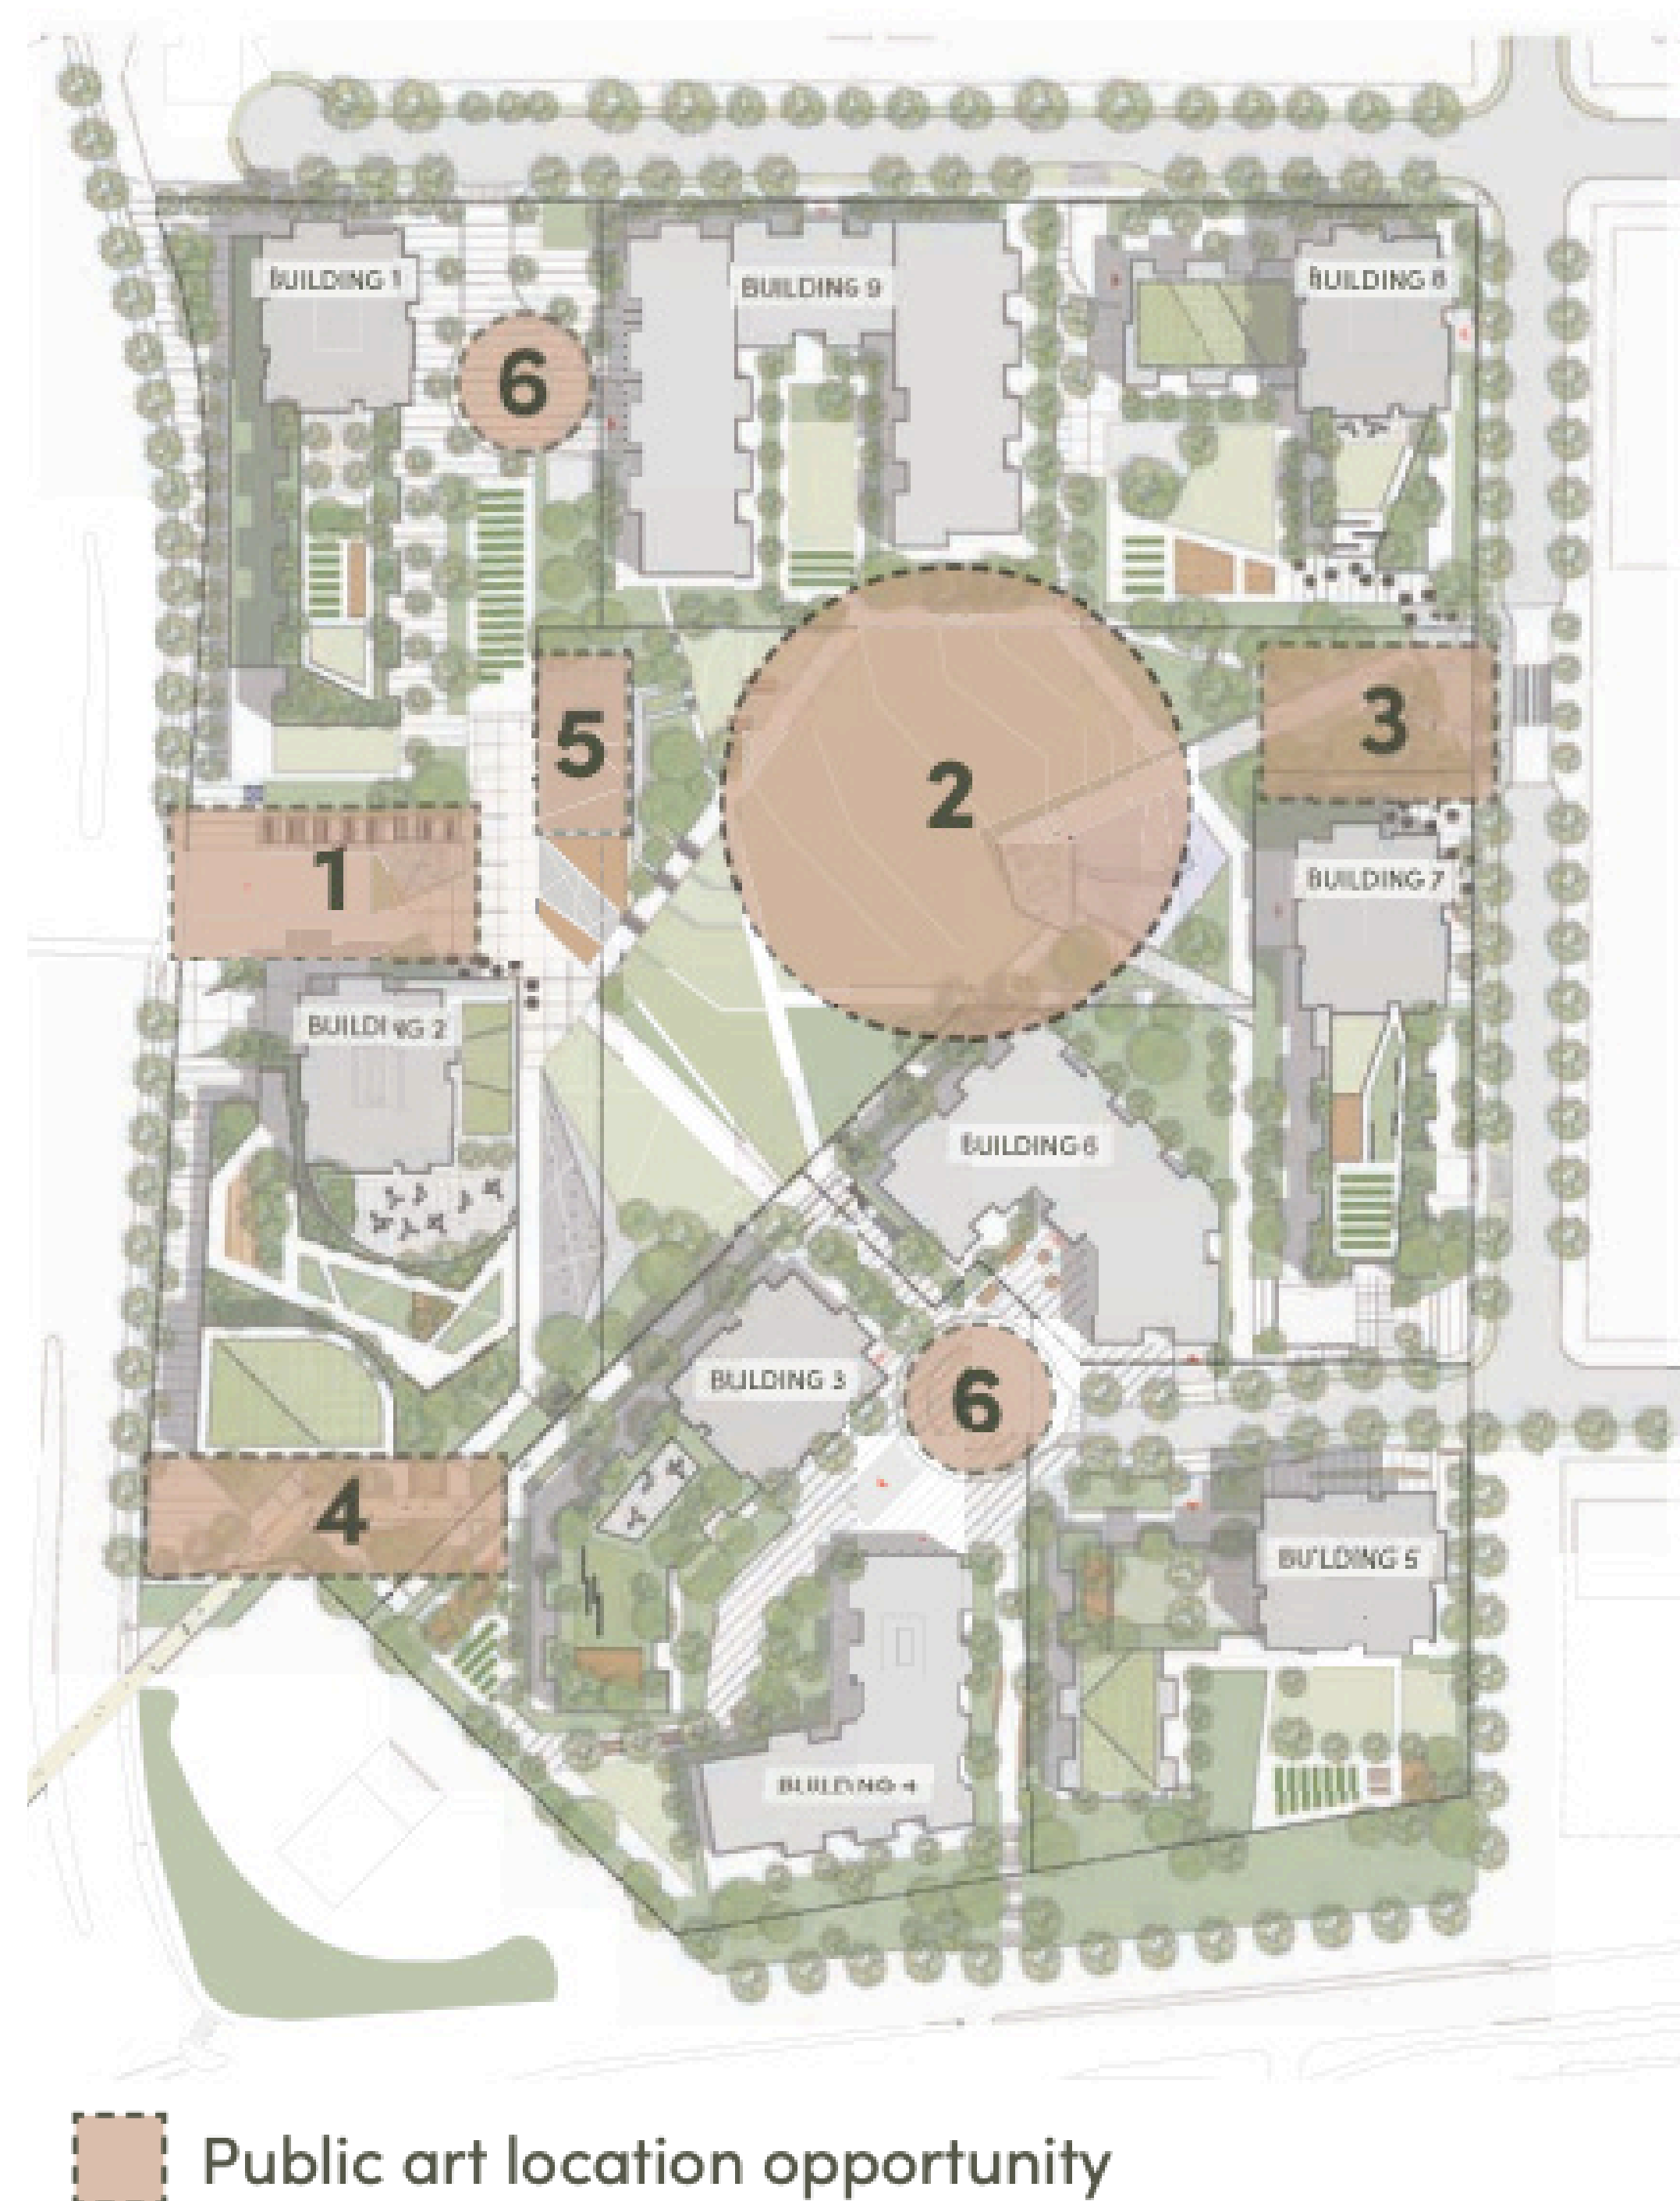 BUILDING 1
BUILDING 9
BUILDING 8
6
3
5
2
1
BUILDING 7
BUILDING 2
BUILDING 6
BUILDING 3
6
4
BUILDING 5
BUILDING 4
Public art location opportunity